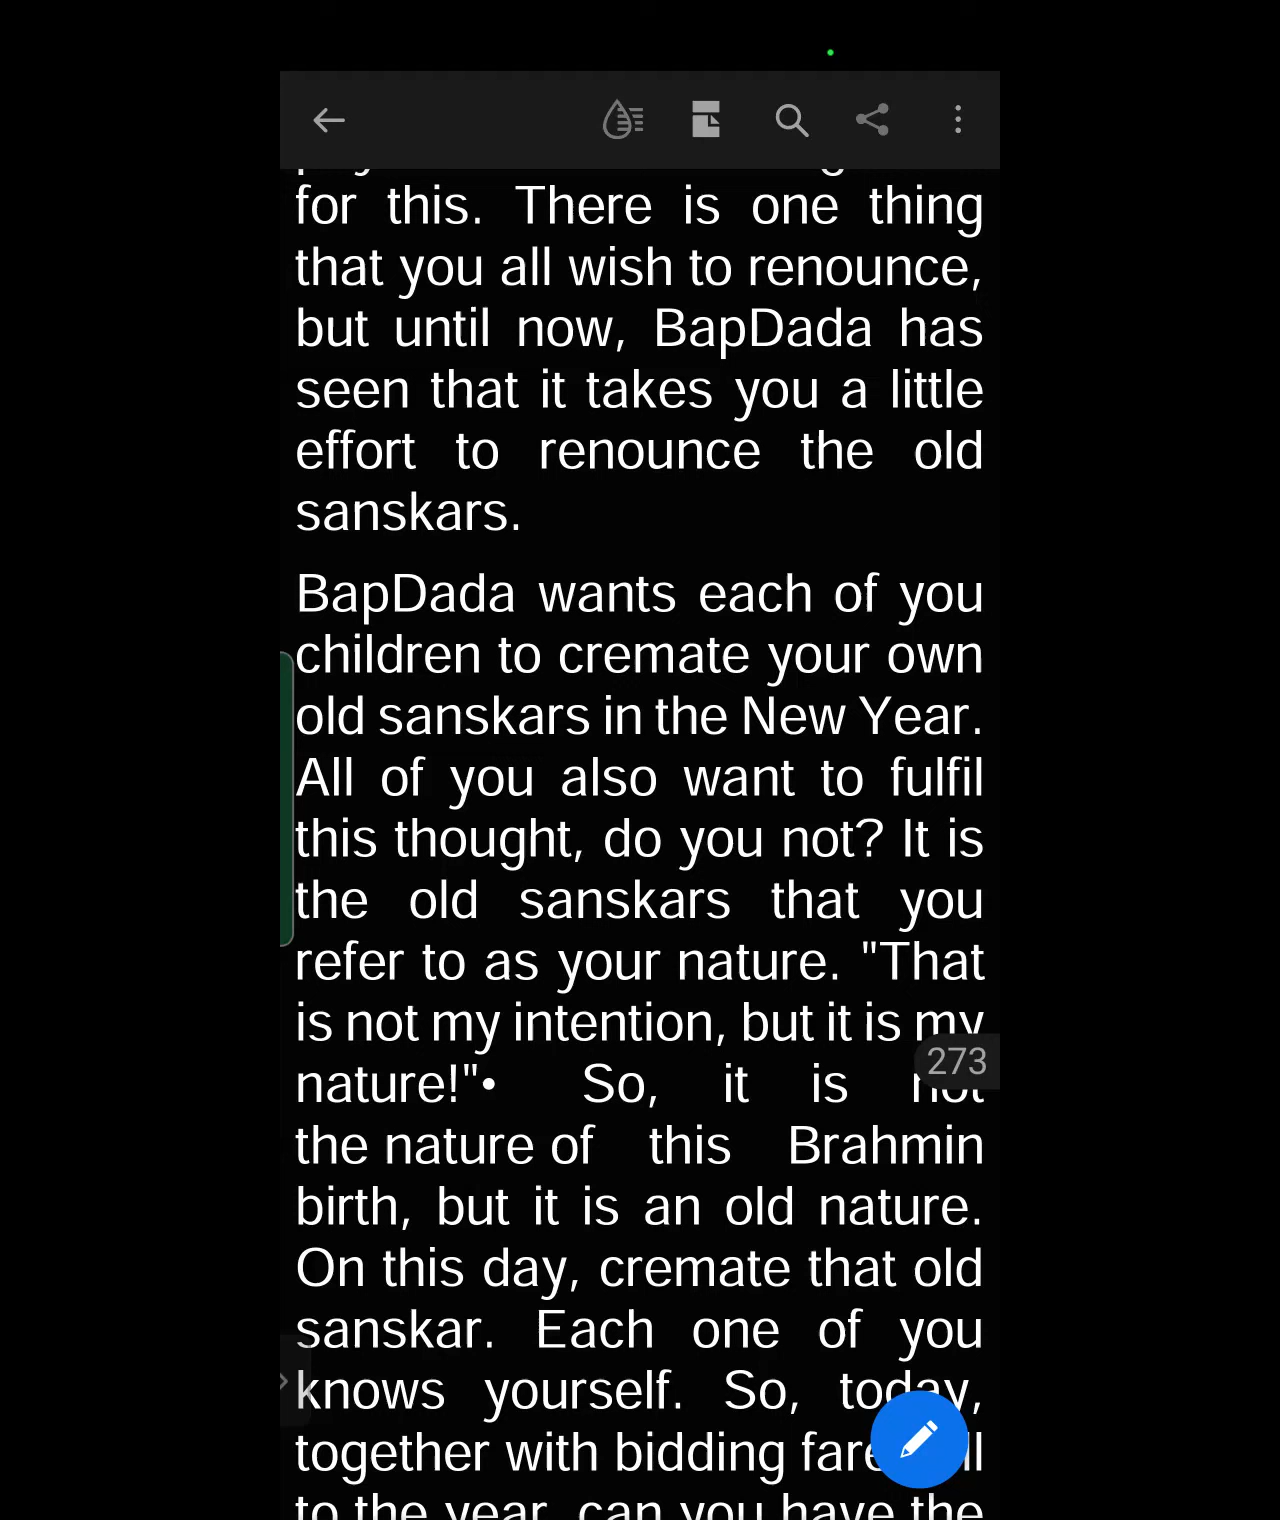 for this. There is one thing
that you all wish to renounce,
but until now, BapDada has
seen that it takes you a little
effort to renounce the old
sanskars.
BapDada wants each of you
children to cremate your own
old sanskars in the New Year.
All of you also want to fulfil
this thought, do you not? It is
the old sanskars that you
refer to as your nature. "That
is not my intention, but it is my
273
nature!"• So, it is not
the nature of this Brahmin
birth, but it is an old nature.
On this day, cremate that old
sanskar. Each one of you
knows yourself. So, today,
together with bidding
to the year, can you have the